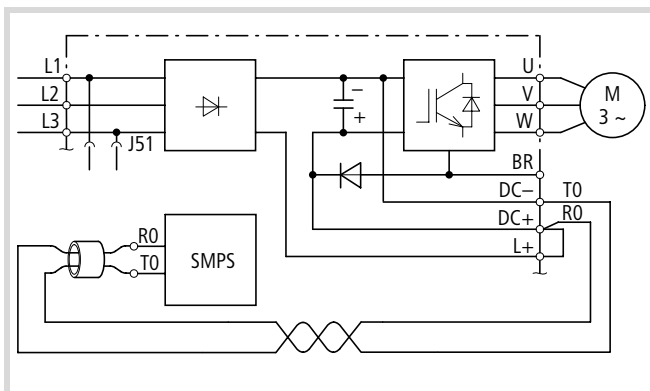 L1
U
L2
V
M
3 ~
L3
J51
W
−
+
BR
DC−
T0
DC+
R0
L+
R0
T0
SMPS